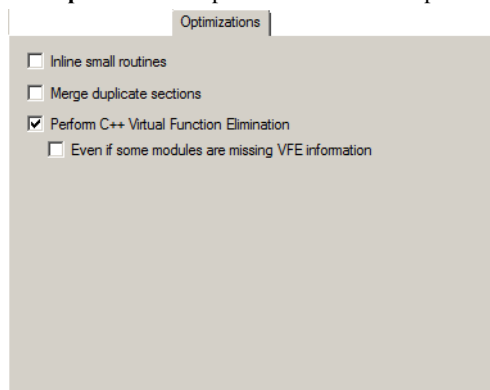 Optimizations
Inline small routines
Merge duplicate sections
Perform C++ Virtual Function Elimination
Even if some modules are missing VFE information